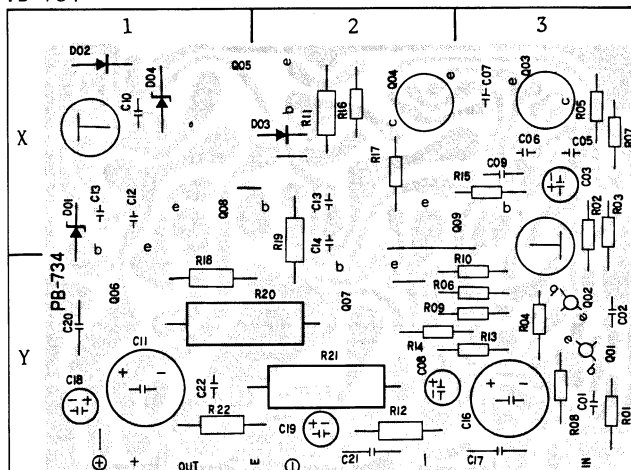 PB-734
1 2 3
X
Y
D02
D04
Q05
e
Q04
e
C07
e
Q03
C10
R11
R16
b
D03
c
c
R05
R07
R17
C06
C05
C09
R15
C03
D01
C13
C12
e
Q08
b
C13
e
Q09
b
R02
R03
b
e
R19
C14
b
e
PB-734
Q06
R18
R10
R20
Q07
R06
R09
R04
Q02
e
C02
C20
C11
+ −
R14
R13
e
Q01
R21
C08
C18
C22
C16
+ −
R08
C01
R01
R22
C19
R12
C21
C17
+
OUT
E
−
IN